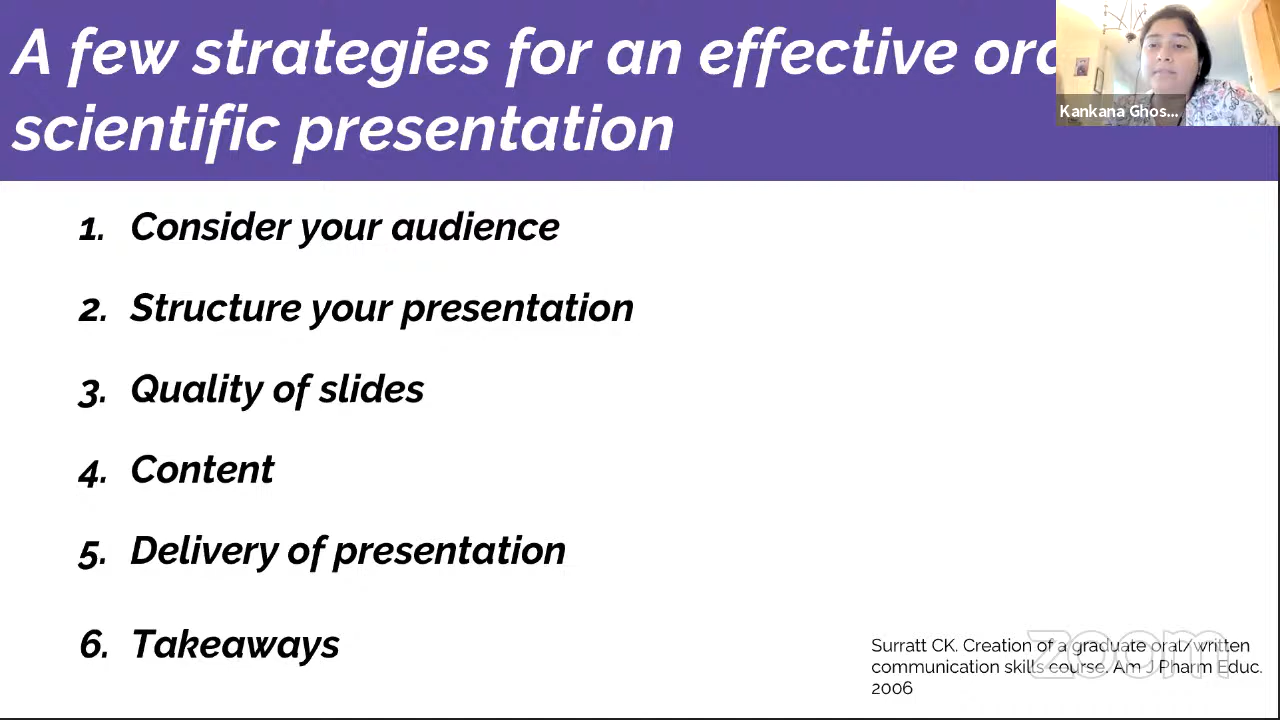 A few strategies for an effective ora
scientific presentation
Kankana Ghos...
1. Consider your audience
2. Structure your presentation
3. Quality of slides
4. Content
5. Delivery of presentation
6. Takeaways
Surratt CK. Creation of a graduate oral/written
communication skills course. Am J Pharm Educ.
2006
zoom